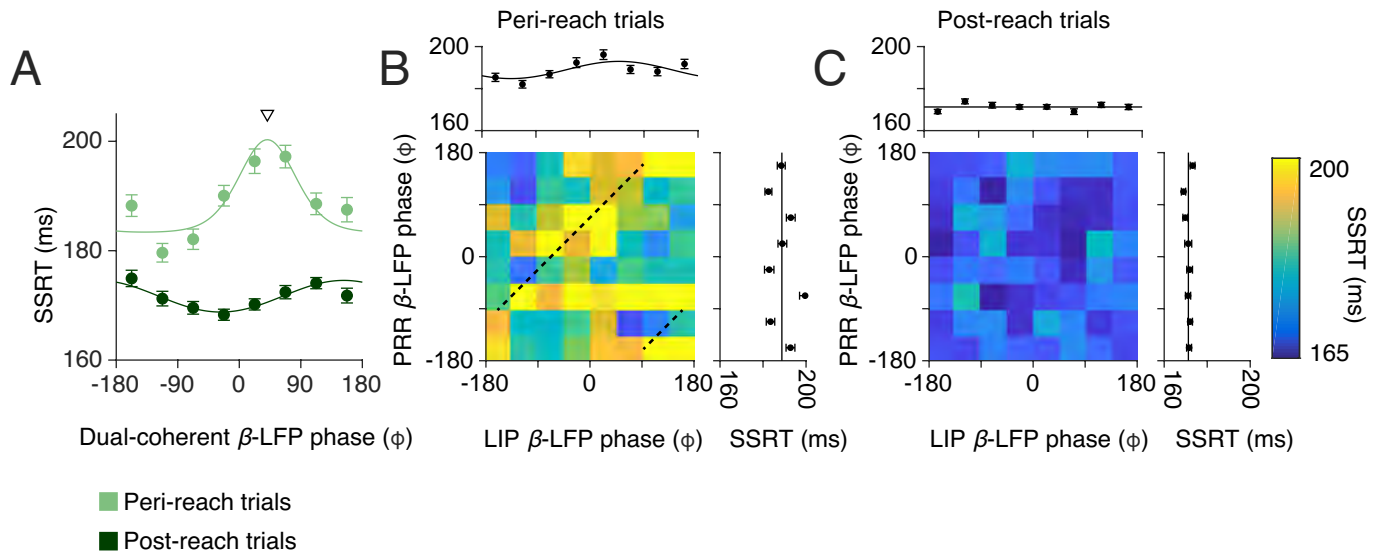 A
SSRT (ms)
200
180
160
-180 -90 0 90 180
Dual-coherent β-LFP phase (ϕ)
Peri-reach trials
Post-reach trials
B
Peri-reach trials
200
160
PRR β-LFP phase (ϕ)
180
0
-180
-180 0 180
LIP β-LFP phase (ϕ)
160 200
SSRT (ms)
C
Post-reach trials
200
160
PRR β-LFP phase (ϕ)
180
0
-180
-180 0 180
LIP β-LFP phase (ϕ)
160 200
SSRT (ms)
200
165
SSRT (ms)